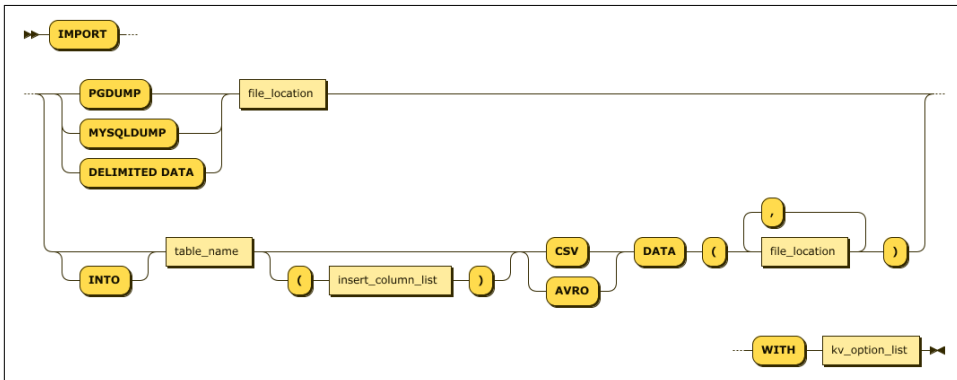 IMPORT
PGDUMP file_location
MYSQLDUMP
DELIMITED DATA
,
table_name CSV DATA ( file_location )
INTO ( insert_column_list ) AVRO
WITH kv_option_list